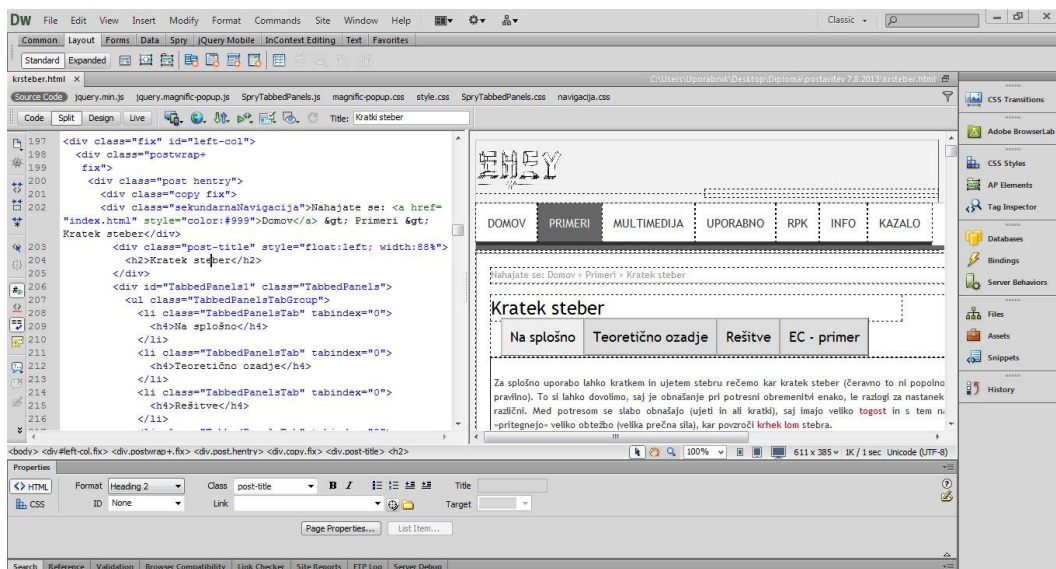 DW File Edit View Insert Modify Format Commands Site Window Help Classic
Common Layout Forms Data Spry jQuery Mobile InContext Editing Text Favorites
Standard Expanded
krsteber.html × C:\Users\Uporabnik\Desktop\Diploma\postavitev 7.8.2013\krsteber.html
Source Code jquery.min.js jquery.magnific-popup.js SpryTabbedPanels.js magnific-popup.css style.css SpryTabbedPanels.css navigacija.css
Code Split Design Live Title: Kratki steber
197 <div class="fix" id="left-col">
198 <div class="postwrap+
199 fix">
200 <div class="post hentry">
201 <div class="copy fix">
202 <div class="sekundarnaNavigacija">Nahajate se: <a href=
"index.html" style="color:#999">Domov</a> &gt; Primeri &gt;
Kratek steber</div>
203 <div class="post-title" style="float:left; width:88%">
204 <h2>Kratek steber</h2>
205 </div>
206 <div id="TabbedPanels1" class="TabbedPanels">
207 <ul class="TabbedPanelsTabGroup">
208 <li class="TabbedPanelsTab" tabindex="0">
209 <h4>Na splošno</h4>
210 </li>
211 <li class="TabbedPanelsTab" tabindex="0">
212 <h4>Teoretično ozadje</h4>
213 </li>
214 <li class="TabbedPanelsTab" tabindex="0">
215 <h4>Rešitve</h4>
216 </li>
DOMOV PRIMERI MULTIMEDIJA UPORABNO RPK INFO KAZALO
Nahajate se: Domov > Primeri > Kratek steber
Kratek steber
Na splošno Teoretično ozadje Rešitve EC - primer
Za splošno uporabo lahko kratkem in ujetem stebru rečemo kar kratek steber (čeravno to ni popolno
pravilno). To si lahko dovolimo, saj je obnašanje pri potresni obremenitvi enako, le razlogi za nastanek
različni. Med potresom se slabo obnašajo (ujeti in ali kratki), saj imajo veliko togost in s tem
»pritegnejo« veliko obtežbo (velika prečna sila), kar povzroči krhek lom stebra.
CSS Transitions
Adobe BrowserLab
CSS Styles
AP Elements
Tag Inspector
Databases
Bindings
Server Behaviors
Files
Assets
Snippets
History
<body> <div#left-col.fix> <div.postwrap+.fix> <div.post.hentry> <div.copy.fix> <div.post-title> <h2> 100% 611 x 385 1K / 1 sec Unicode (UTF-8)
Properties
<> HTML Format Heading 2 Class post-title B I Title
CSS ID None Link Target
Page Properties... List Item...
Search Reference Validation Browser Compatibility Link Checker Site Reports FTP Log Server Debug